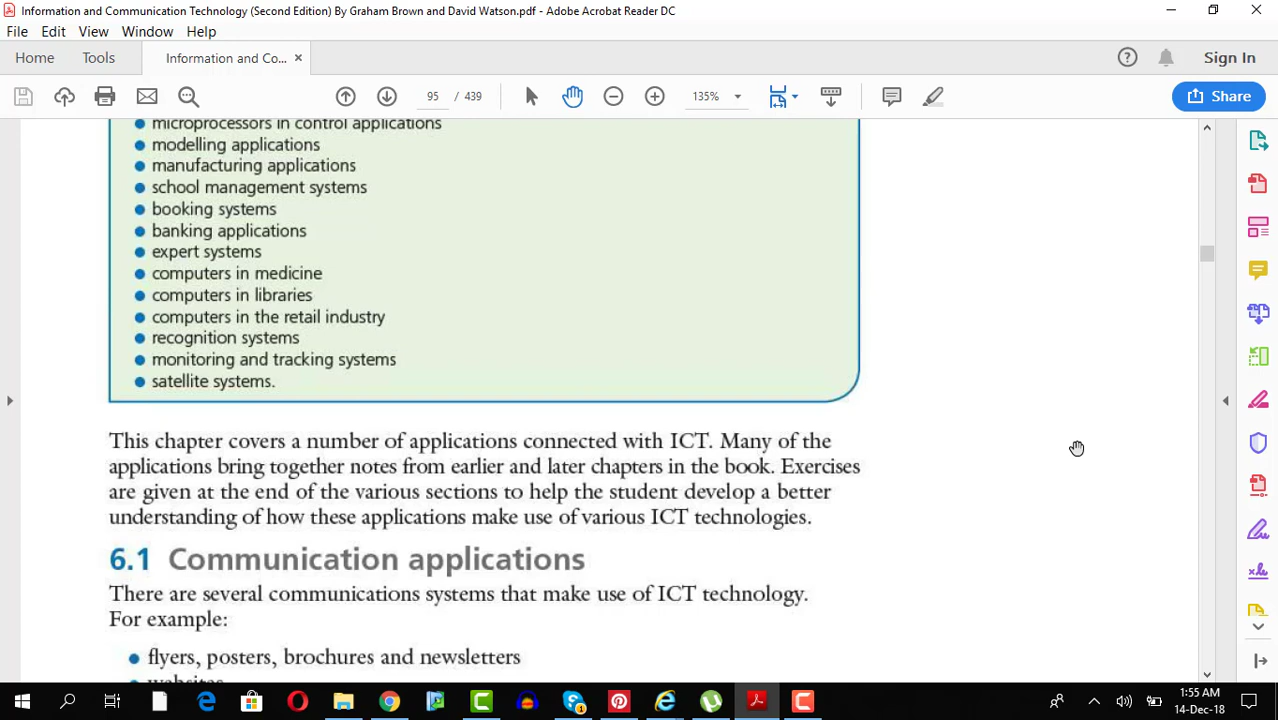 Information and Communication Technology (Second Edition) By Graham Brown and David Watson.pdf - Adobe Acrobat Reader DC
File Edit View Window Help
Home Tools Information and Co... × Sign In
95 / 439 135% Share
microprocessors in control applications
modelling applications
manufacturing applications
school management systems
booking systems
banking applications
expert systems
computers in medicine
computers in libraries
computers in the retail industry
recognition systems
monitoring and tracking systems
satellite systems.
This chapter covers a number of applications connected with ICT. Many of the
applications bring together notes from earlier and later chapters in the book. Exercises
are given at the end of the various sections to help the student develop a better
understanding of how these applications make use of various ICT technologies.
6.1 Communication applications
There are several communications systems that make use of ICT technology.
For example:
flyers, posters, brochures and newsletters
websites
1:55 AM
14-Dec-18